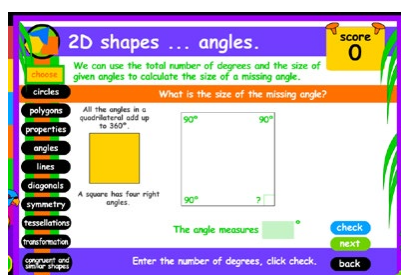 2D shapes ... angles.
score
0
We can use the total number of degrees and the size of
given angles to calculate the size of a missing angle.
choose
What is the size of the missing angle?
circles
polygons
properties
angles
lines
diagonals
symmetry
tessellations
transformation
congruent and
similar shapes
All the angles in a
quadrilateral add up
to 360°.
A square has four right
angles.
90°
90°
90°
?
The angle measures
°
check
next
back
Enter the number of degrees, click check.